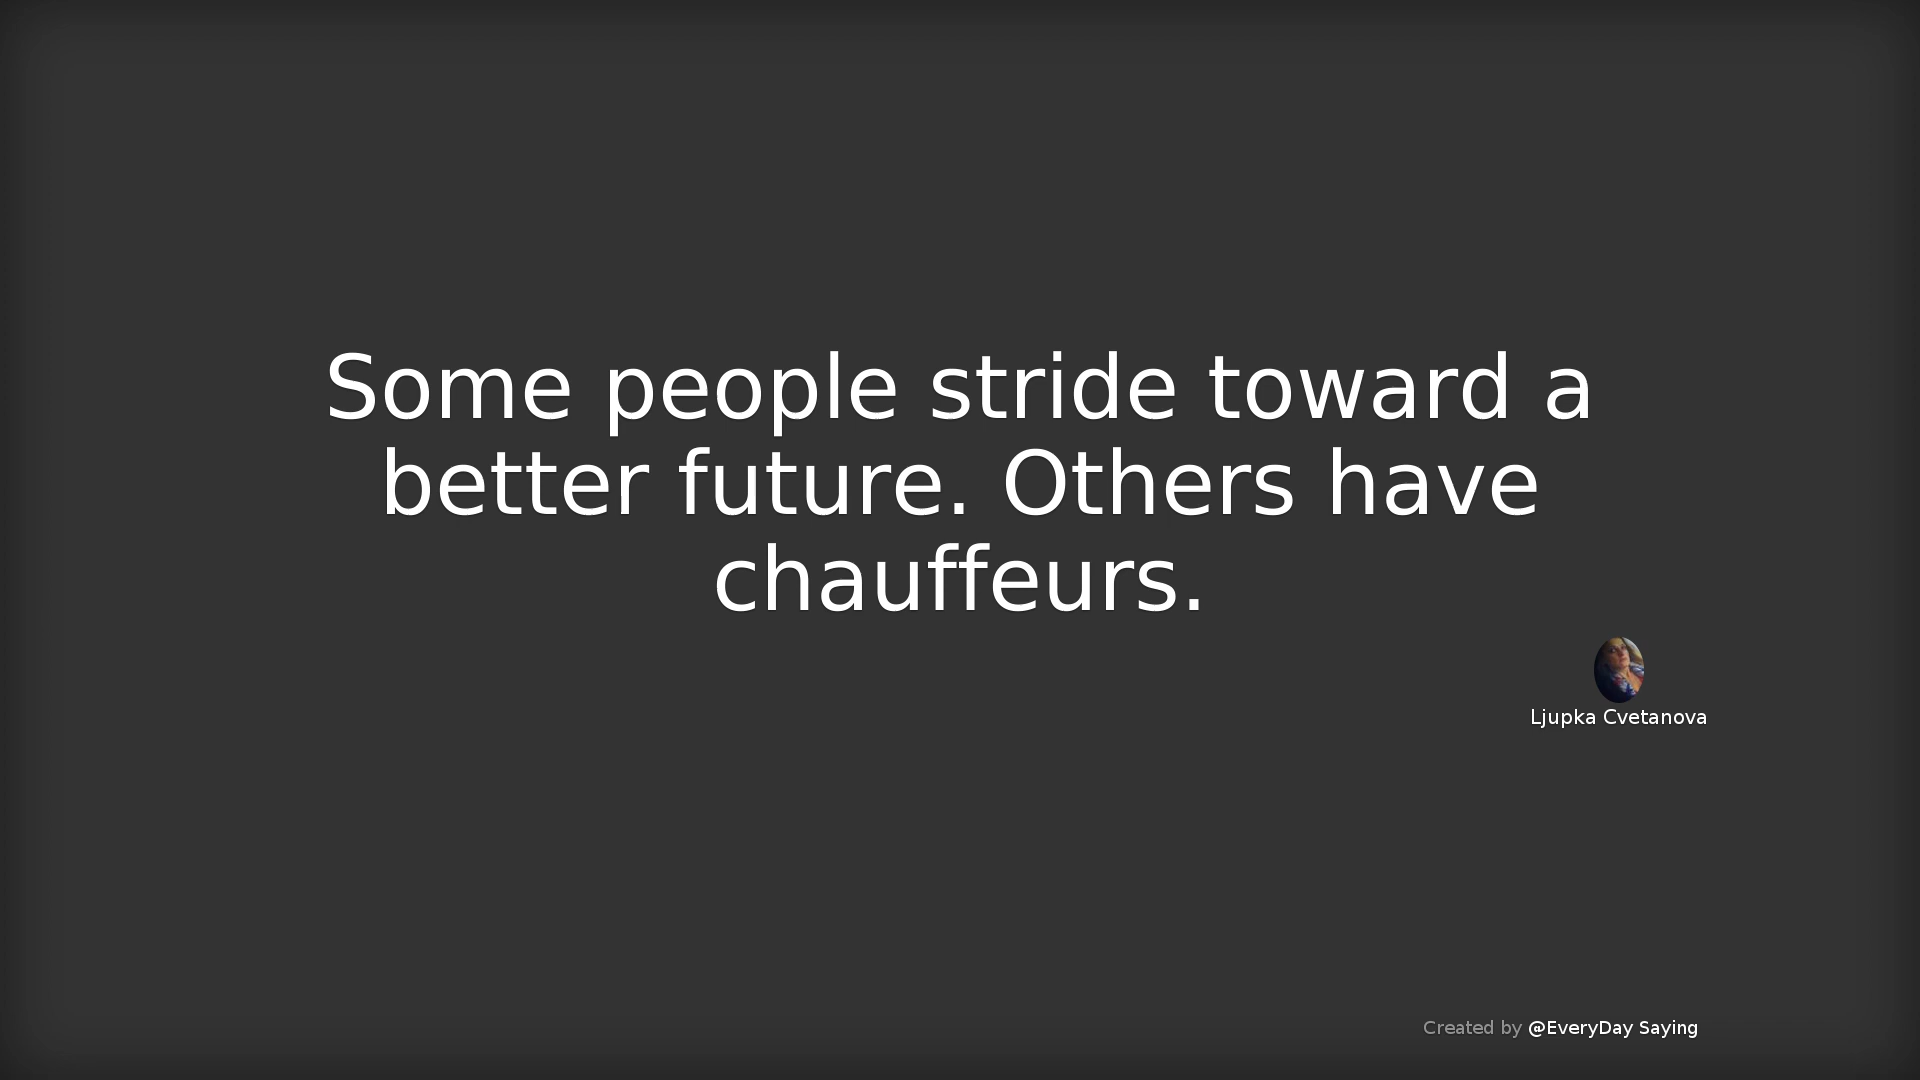 Some people stride toward a
better future. Others have
chauffeurs.
Ljupka Cvetanova
Created by @EveryDay Saying